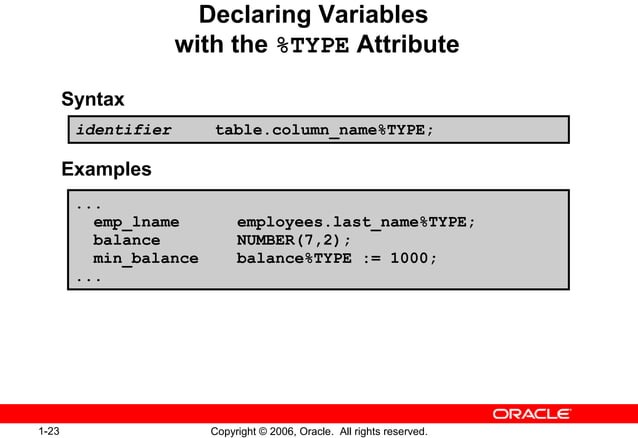 Declaring Variables
with the %TYPE Attribute
Syntax
identifier table.column_name%TYPE;
Examples
...
emp_lname employees.last_name%TYPE;
balance NUMBER(7,2);
min_balance balance%TYPE := 1000;
...
ORACLE
1-23 Copyright © 2006, Oracle. All rights reserved.